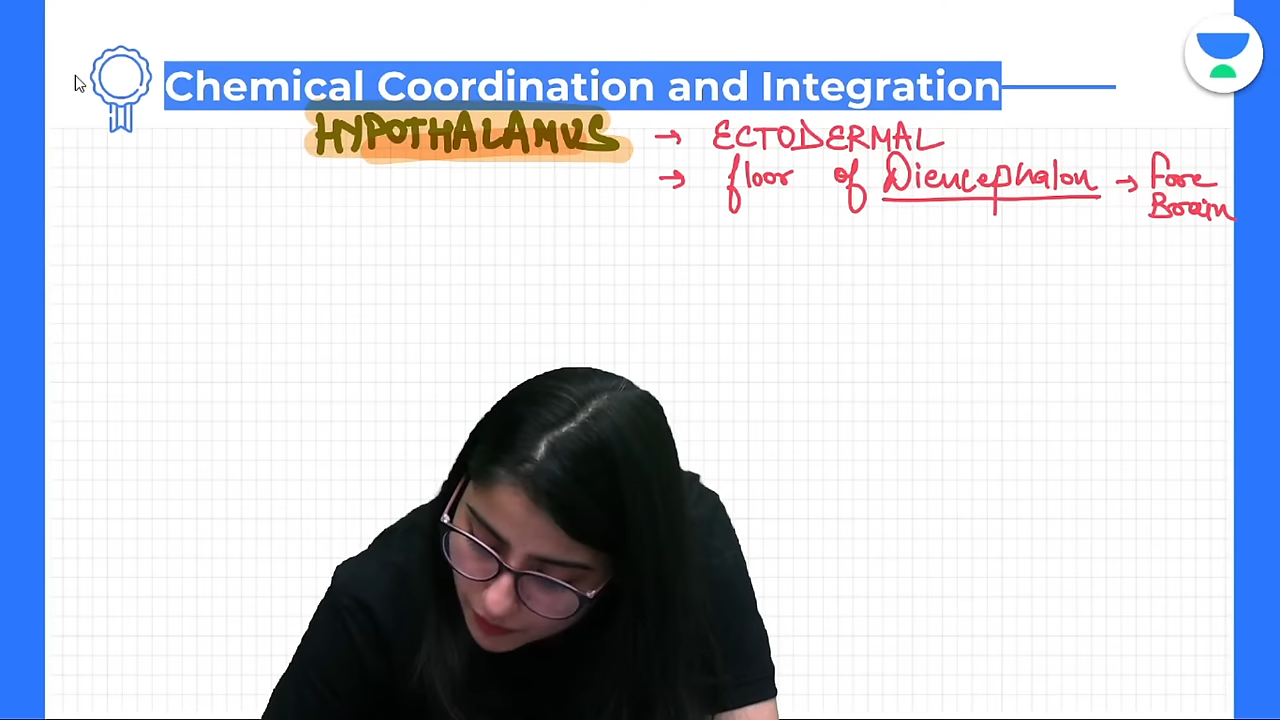 Chemical Coordination and Integration
HYPOTHALAMUS → ECTODERMAL
→ floor of Diencephalon → Fore
Brain